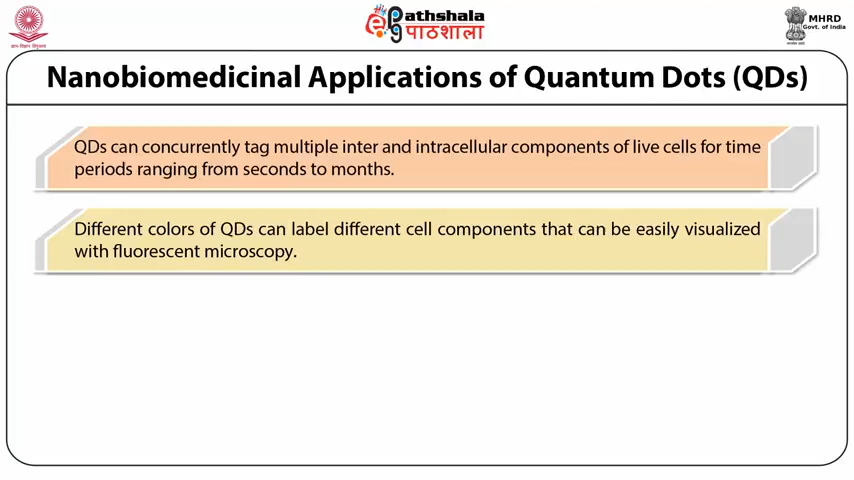 ePathshala
पाठशाला
MHRD
Govt. of India
Nanobiomedicinal Applications of Quantum Dots (QDs)
QDs can concurrently tag multiple inter and intracellular components of live cells for time
periods ranging from seconds to months.
Different colors of QDs can label different cell components that can be easily visualized
with fluorescent microscopy.